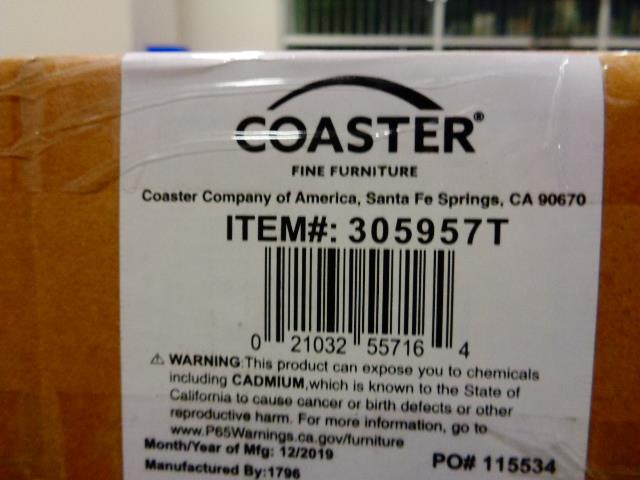 COASTER®
FINE FURNITURE
Coaster Company of America, Santa Fe Springs, CA 90670
ITEM#: 305957T
0 21032 55716 4
⚠ WARNING:This product can expose you to chemicals
including CADMIUM,which is known to the State of
California to cause cancer or birth defects or other
reproductive harm. For more information, go to
www.P65Warnings.ca.gov/furniture
Month/Year of Mfg: 12/2019
Manufactured By:1796
PO# 115534